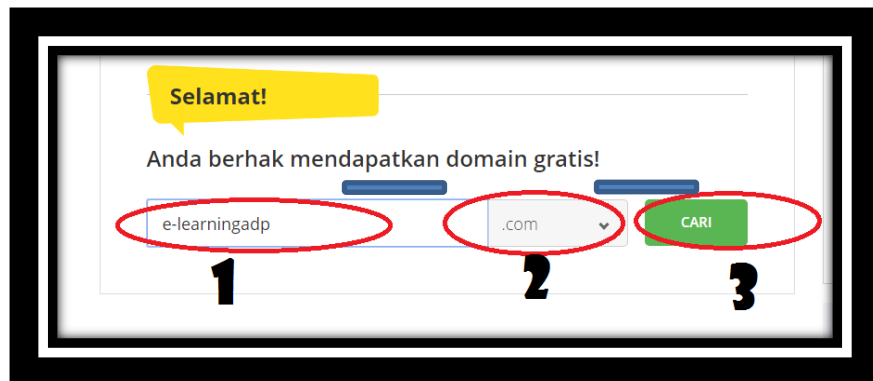 Selamat!
Anda berhak mendapatkan domain gratis!
e-learningadp .com CARI
1 2 3